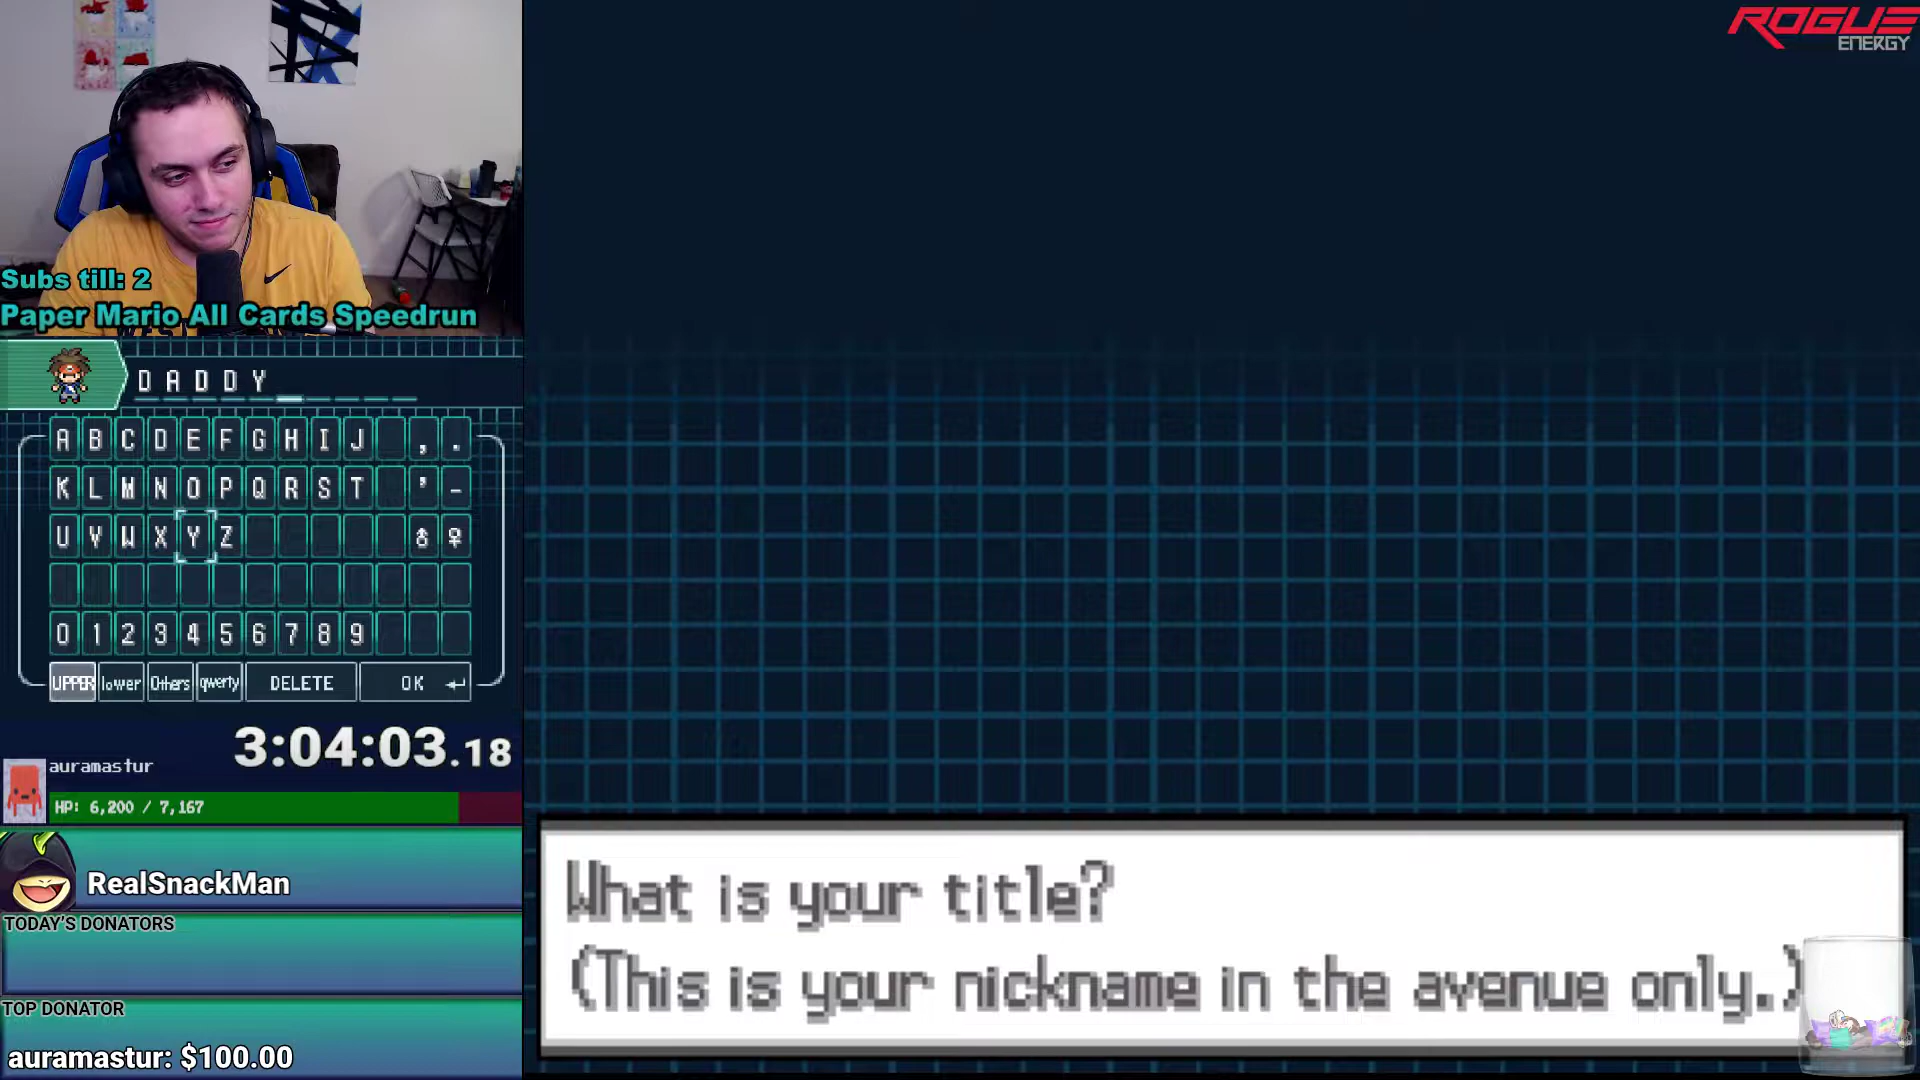 ROGUE
ENERGY
Subs till: 2
Paper Mario All Cards Speedrun
DADDY
A B C D E F G H I J , .
K L M N O P Q R S T ' -
U V W X Y Z ♂ ♀
0 1 2 3 4 5 6 7 8 9
UPPER lower Others qwerty DELETE OK
3:04:03.18
auramastur
HP: 6,200 / 7,167
RealSnackMan
TODAY'S DONATORS
TOP DONATOR
auramastur: $100.00
What is your title?
(This is your nickname in the avenue only.)